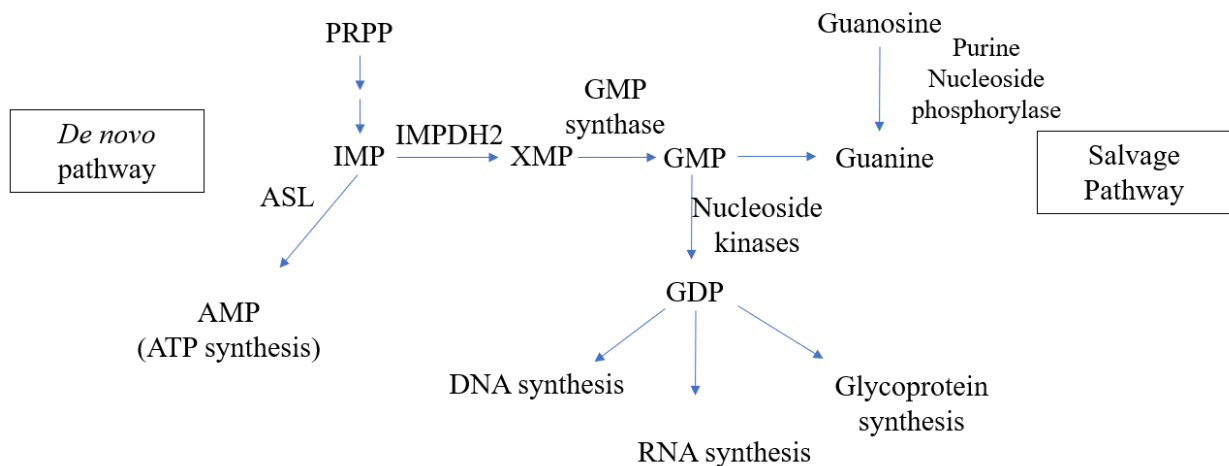 PRPP
Guanosine
Purine
Nucleoside
phosphorylase
De novo
pathway
GMP
synthase
IMPDH2
IMP
XMP
GMP
Guanine
Salvage
Pathway
ASL
Nucleoside
kinases
GDP
AMP
(ATP synthesis)
DNA synthesis
Glycoprotein
synthesis
RNA synthesis